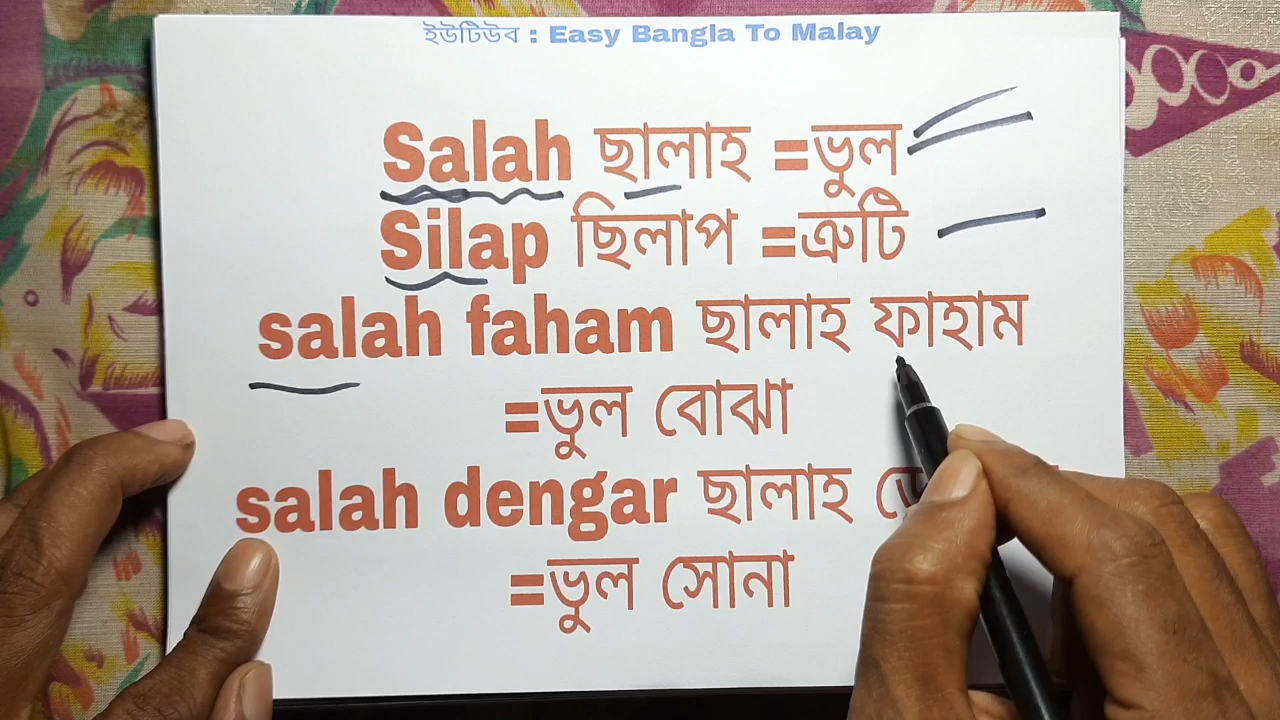 ইউটিউব : Easy Bangla To Malay
Salah ছালাহ =ভুল
Silap ছিলাপ =ত্রুটি
salah faham ছালাহ ফাহাম
=ভুল বোঝা
salah dengar ছালাহ
=ভুল সোনা